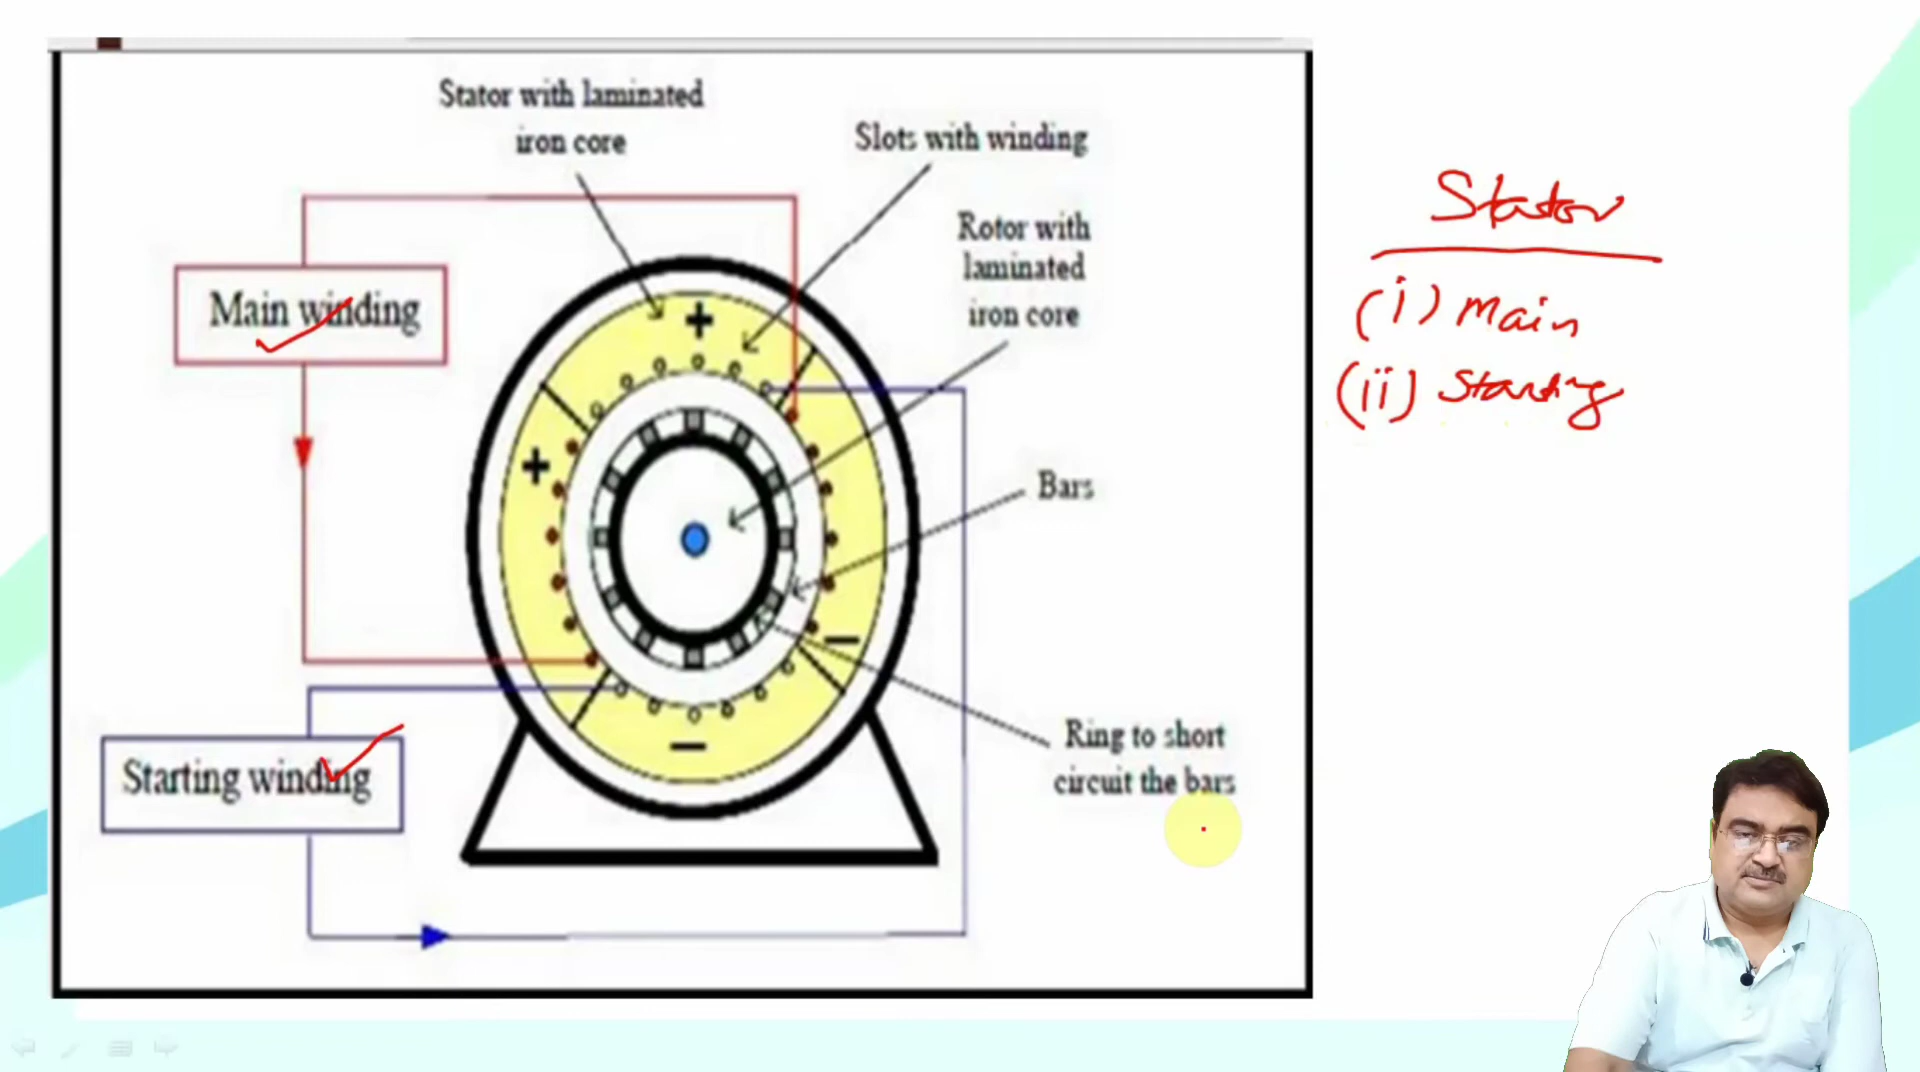 Stator with laminated
iron core
Slots with winding
Rotor with
laminated
iron core
Main winding
Bars
Ring to short
circuit the bars
Starting winding
+
+
−
−
Stator
(i) Main
(ii) Starting